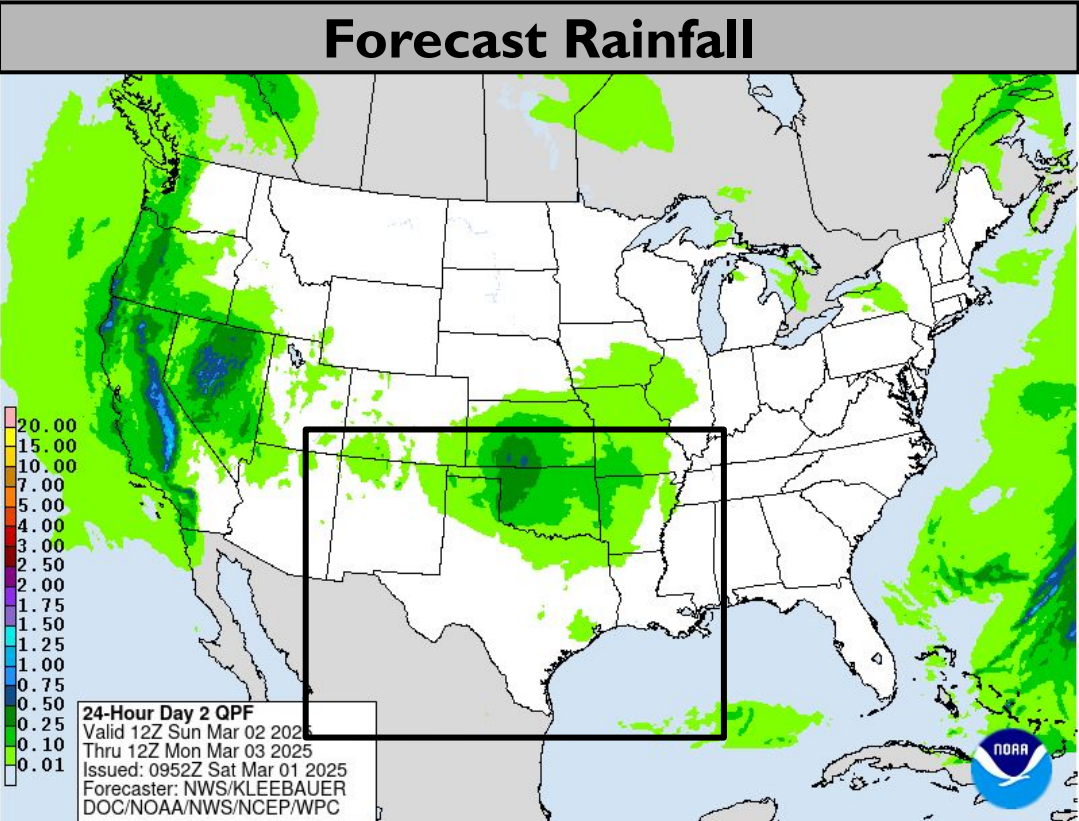 Forecast Rainfall
20.00
15.00
10.00
7.00
5.00
4.00
3.00
2.50
2.00
1.75
1.50
1.25
1.00
0.75
0.50
0.25
0.10
0.01
24-Hour Day 2 QPF
Valid 12Z Sun Mar 02 2025
Thru 12Z Mon Mar 03 2025
Issued: 0952Z Sat Mar 01 2025
Forecaster: NWS/KLEEBAUER
DOC/NOAA/NWS/NCEP/WPC
NOAA